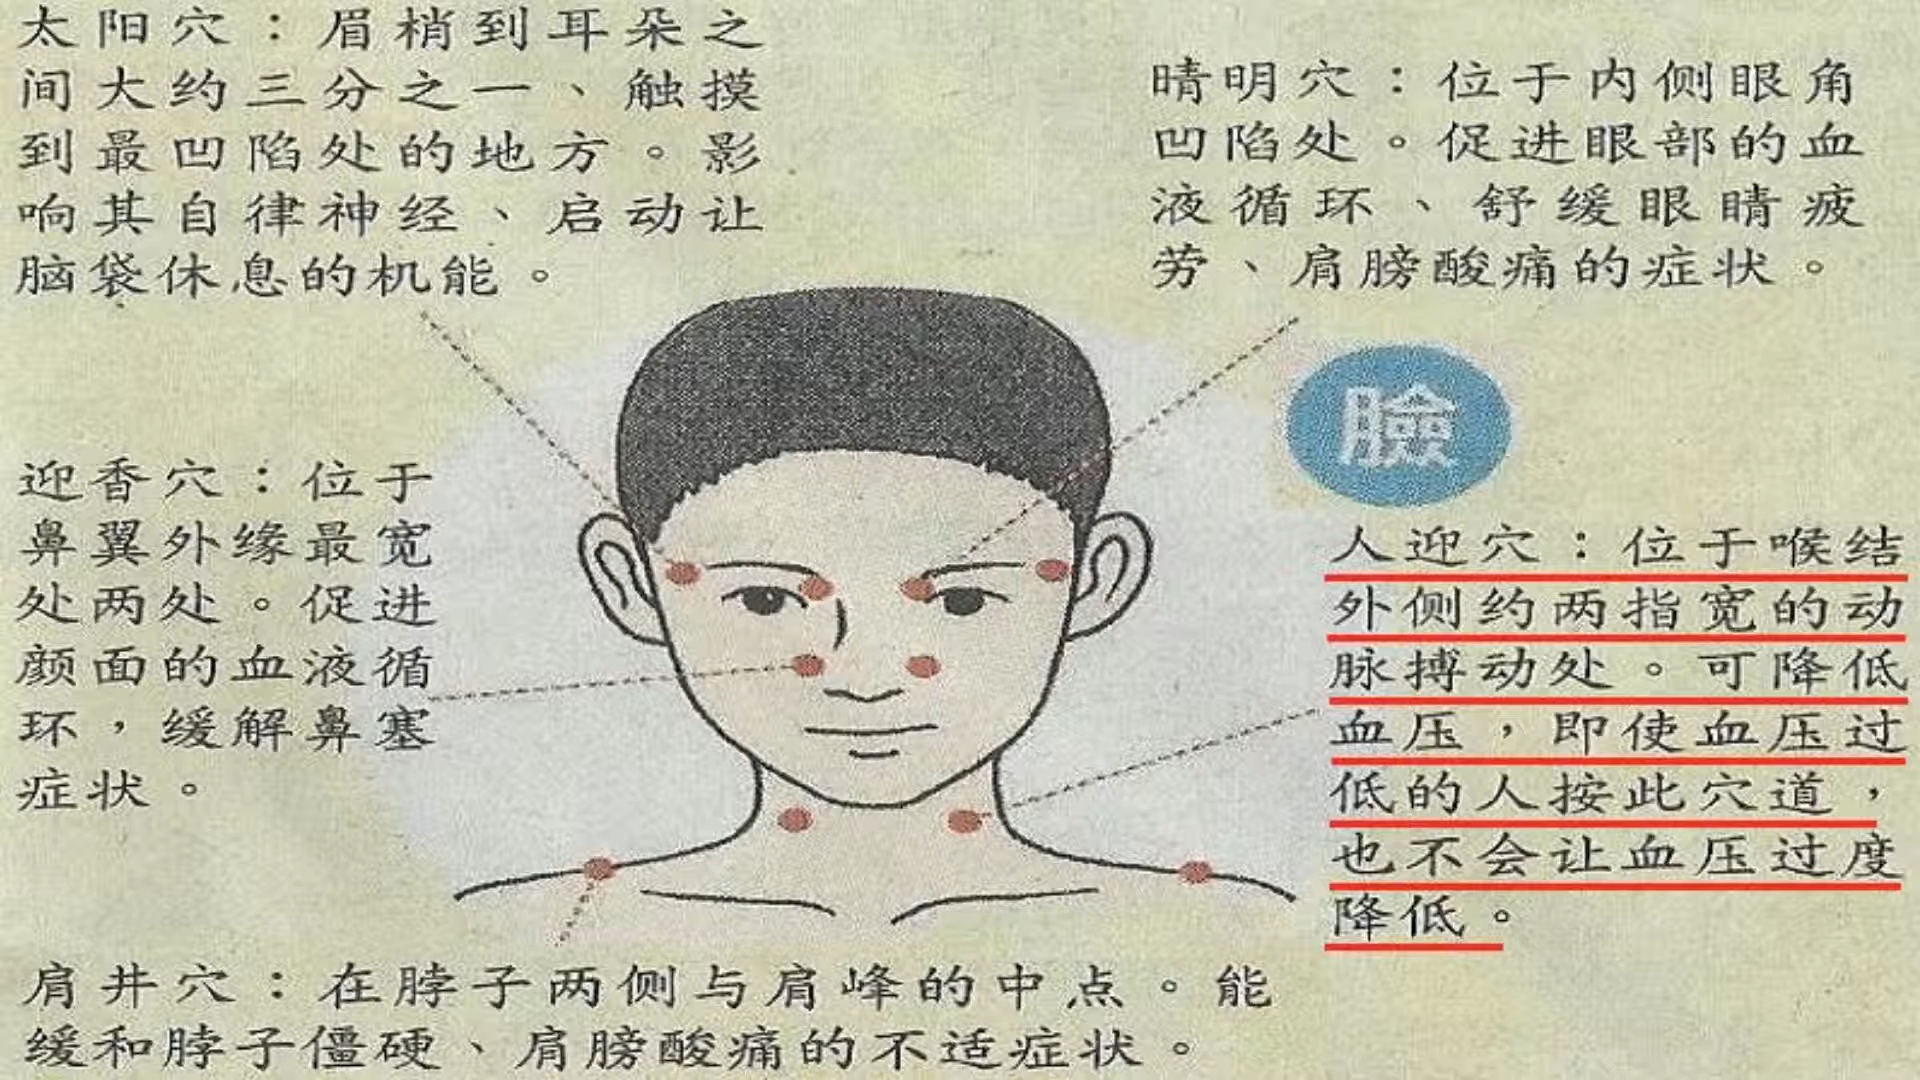 太阳穴：眉梢到耳朵之
间大约三分之一、触摸
到最凹陷处的地方。影
响其自律神经、启动让
脑袋休息的机能。
晴明穴：位于内侧眼角
凹陷处。促进眼部的血
液循环、舒缓眼睛疲
劳、肩膀酸痛的症状。
臉
迎香穴：位于
鼻翼外缘最宽
处两处。促进
颜面的血液循
环，缓解鼻塞
症状。
人迎穴：位于喉结
外侧约两指宽的动
脉搏动处。可降低
血压，即使血压过
低的人按此穴道，
也不会让血压过度
降低。
肩井穴：在脖子两侧与肩峰的中点。能
缓和脖子僵硬、肩膀酸痛的不适症状。